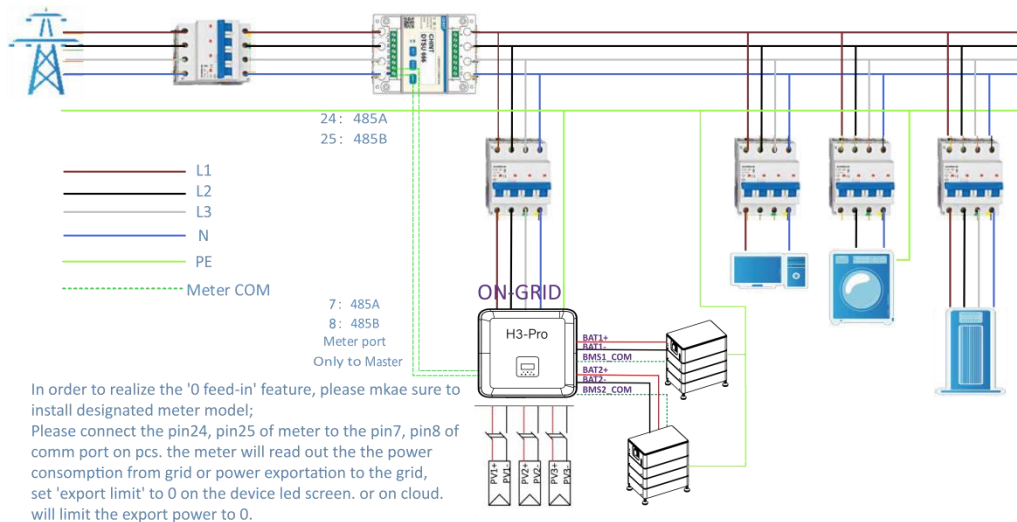 CHINT
DTSU 666
24: 485A
25: 485B
L1
L2
L3
N
PE
Meter COM
7: 485A
8: 485B
Meter port
Only to Master
ON-GRID
H3-Pro
BAT1+
BAT1-
BMS1_COM
BAT2+
BAT2-
BMS2_COM
PV1+
PV1-
PV2+
PV2-
PV3+
PV3-
In order to realize the '0 feed-in' feature, please mkae sure to
install designated meter model;
Please connect the pin24, pin25 of meter to the pin7, pin8 of
comm port on pcs. the meter will read out the the power
consomption from grid or power exportation to the grid,
set 'export limit' to 0 on the device led screen. or on cloud.
will limit the export power to 0.